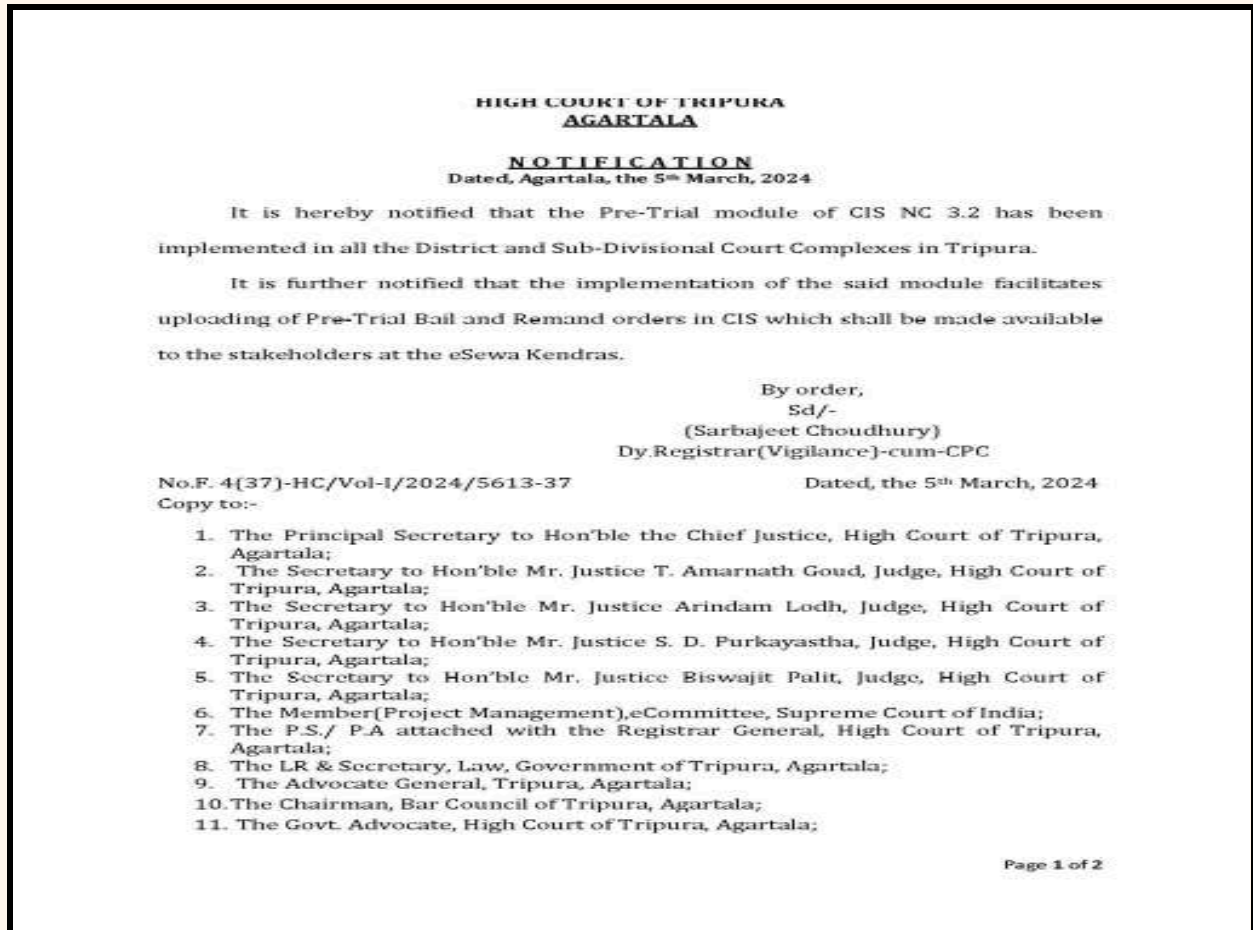 HIGH COURT OF TRIPURA
AGARTALA
NOTIFICATION
Dated, Agartala, the 5th March, 2024
It is hereby notified that the Pre-Trial module of CIS NC 3.2 has been
implemented in all the District and Sub-Divisional Court Complexes in Tripura.
It is further notified that the implementation of the said module facilitates
uploading of Pre-Trial Bail and Remand orders in CIS which shall be made available
to the stakeholders at the eSewa Kendras.
By order,
Sd/-
(Sarbajeet Choudhury)
Dy.Registrar(Vigilance)-cum-CPC
No.F. 4(37)-HC/Vol-I/2024/5613-37 Dated, the 5th March, 2024
Copy to:-
1. The Principal Secretary to Hon'ble the Chief Justice, High Court of Tripura,
Agartala;
2. The Secretary to Hon'ble Mr. Justice T. Amarnath Goud, Judge, High Court of
Tripura, Agartala;
3. The Secretary to Hon'ble Mr. Justice Arindam Lodh, Judge, High Court of
Tripura, Agartala;
4. The Secretary to Hon'ble Mr. Justice S. D. Purkayastha, Judge, High Court of
Tripura, Agartala;
5. The Secretary to Hon'ble Mr. Justice Biswajit Palit, Judge, High Court of
Tripura, Agartala;
6. The Member(Project Management),eCommittee, Supreme Court of India;
7. The P.S./ P.A attached with the Registrar General, High Court of Tripura,
Agartala;
8. The LR & Secretary, Law, Government of Tripura, Agartala;
9. The Advocate General, Tripura, Agartala;
10.The Chairman, Bar Council of Tripura, Agartala;
11. The Govt. Advocate, High Court of Tripura, Agartala;
Page 1 of 2